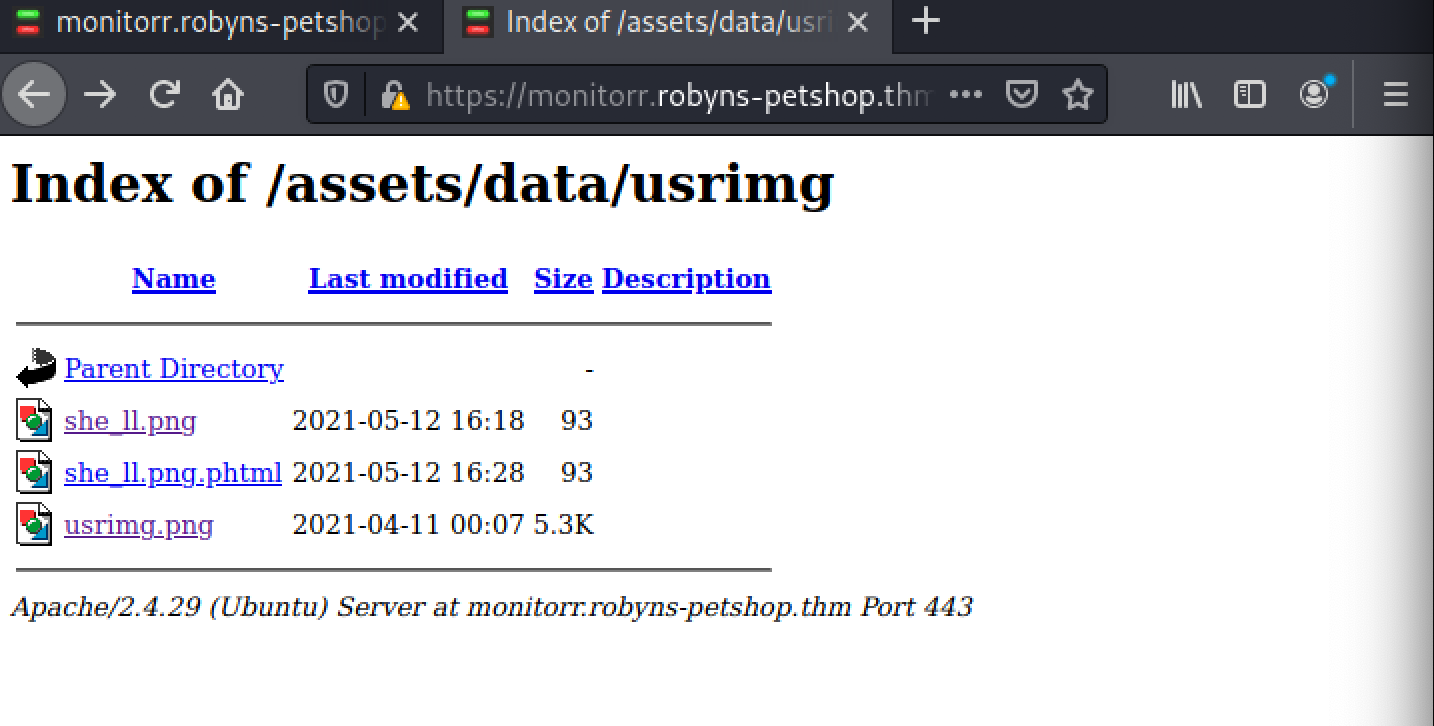 monitorr.robyns-petshop
Index of /assets/data/usri
https://monitorr.robyns-petshop.thm
Index of /assets/data/usrimg
Name Last modified Size Description
Parent Directory -
she_ll.png 2021-05-12 16:18 93
she_ll.png.phtml 2021-05-12 16:28 93
usrimg.png 2021-04-11 00:07 5.3K
Apache/2.4.29 (Ubuntu) Server at monitorr.robyns-petshop.thm Port 443